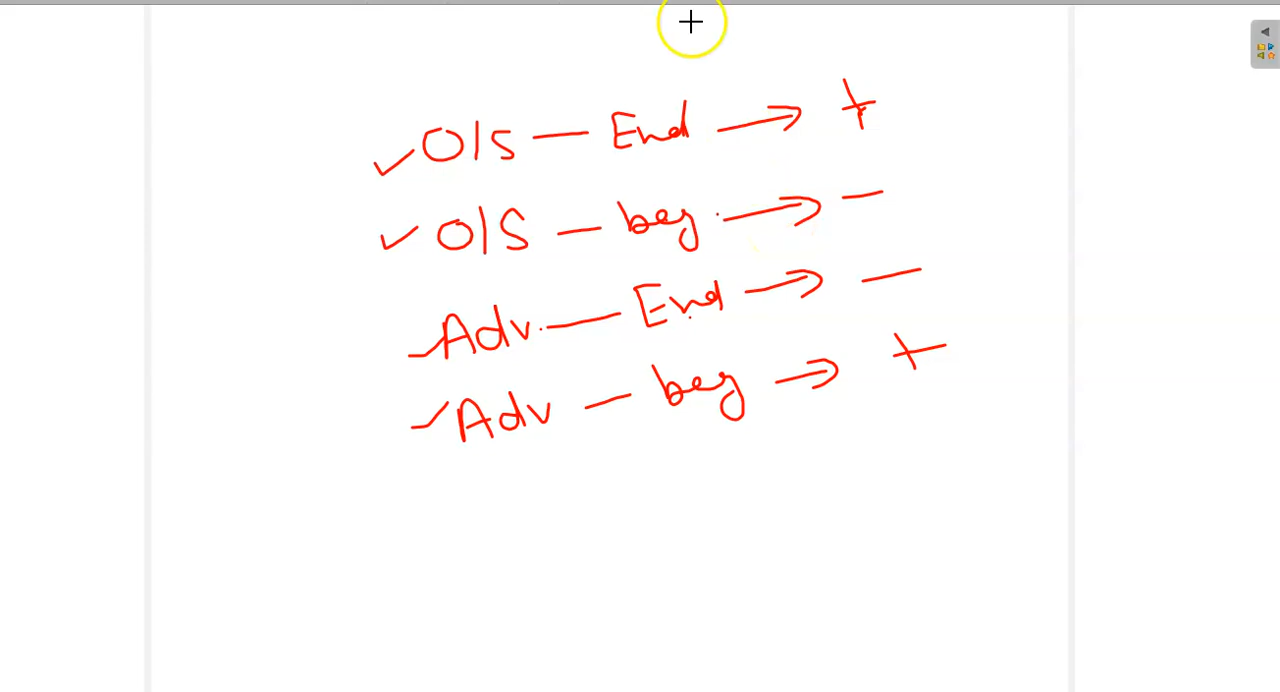 ✓ O/S — End → +
✓ O/S — beg → —
✓ Adv. — End → —
✓ Adv — beg → +